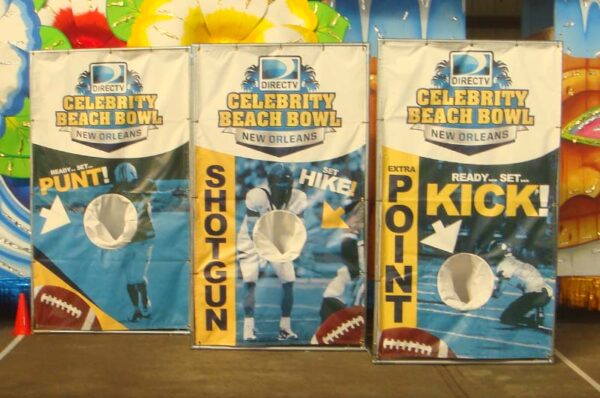 DIRECTV
CELEBRITY
BEACH BOWL
NEW ORLEANS
READY... SET...
PUNT!
DIRECTV
CELEBRITY
BEACH BOWL
NEW ORLEANS
SHOTGUN
SET
HIKE!
DIRECTV
CELEBRITY
BEACH BOWL
NEW ORLEANS
EXTRA
POINT
READY... SET...
KICK!